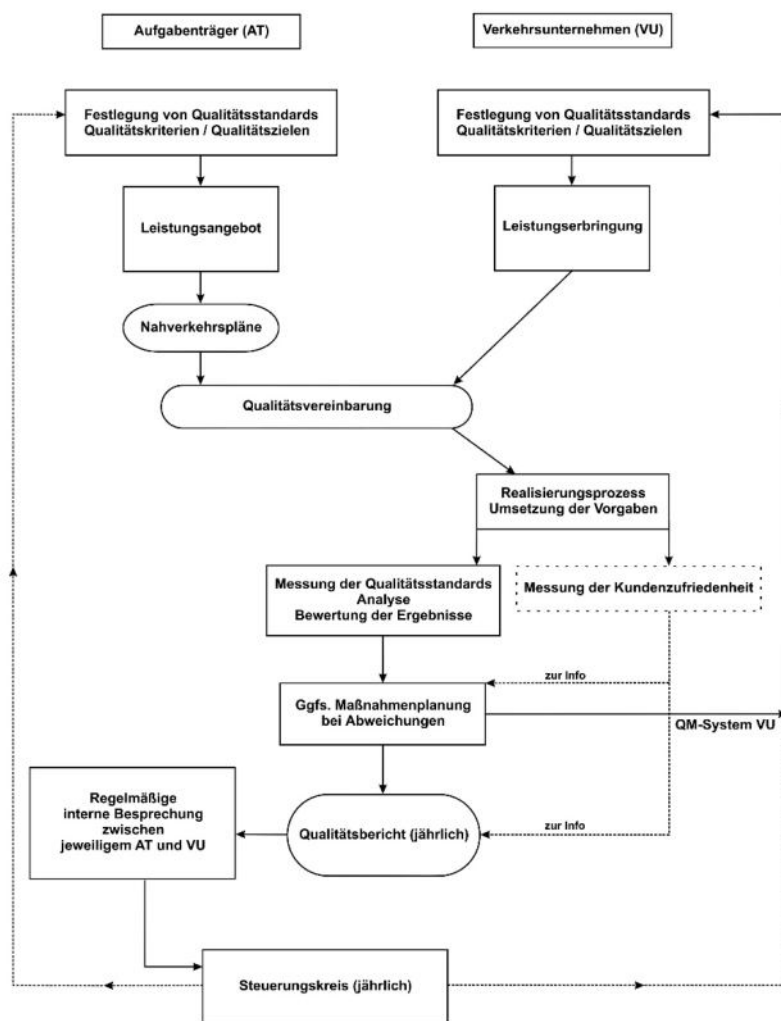 Aufgabenträger (AT)
Verkehrsunternehmen (VU)
Festlegung von Qualitätsstandards
Qualitätskriterien / Qualitätszielen
Festlegung von Qualitätsstandards
Qualitätskriterien / Qualitätszielen
Leistungsangebot
Leistungserbringung
Nahverkehrspläne
Qualitätsvereinbarung
Realisierungsprozess
Umsetzung der Vorgaben
Messung der Qualitätsstandards
Analyse
Bewertung der Ergebnisse
Messung der Kundenzufriedenheit
zur Info
Ggfs. Maßnahmenplanung
bei Abweichungen
QM-System VU
Regelmäßige
interne Besprechung
zwischen
jeweiligem AT und VU
Qualitätsbericht (jährlich)
zur Info
Steuerungskreis (jährlich)